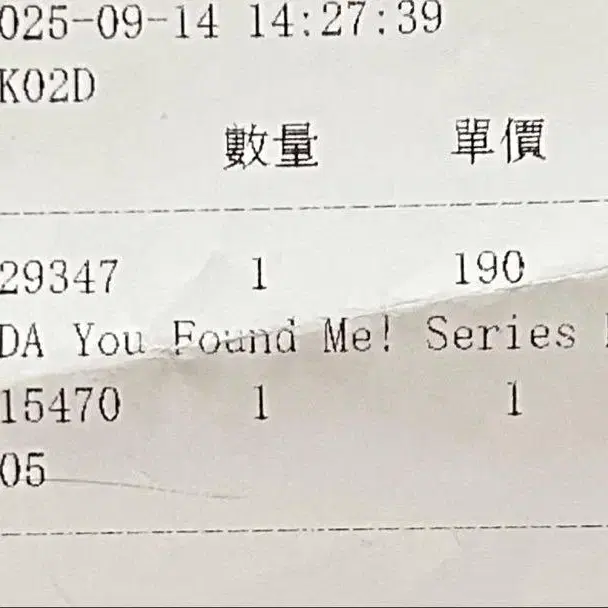 025-09-14 14:27:39
K02D
數量 單價
29347 1 190
DA You Found Me! Series
15470 1 1
05